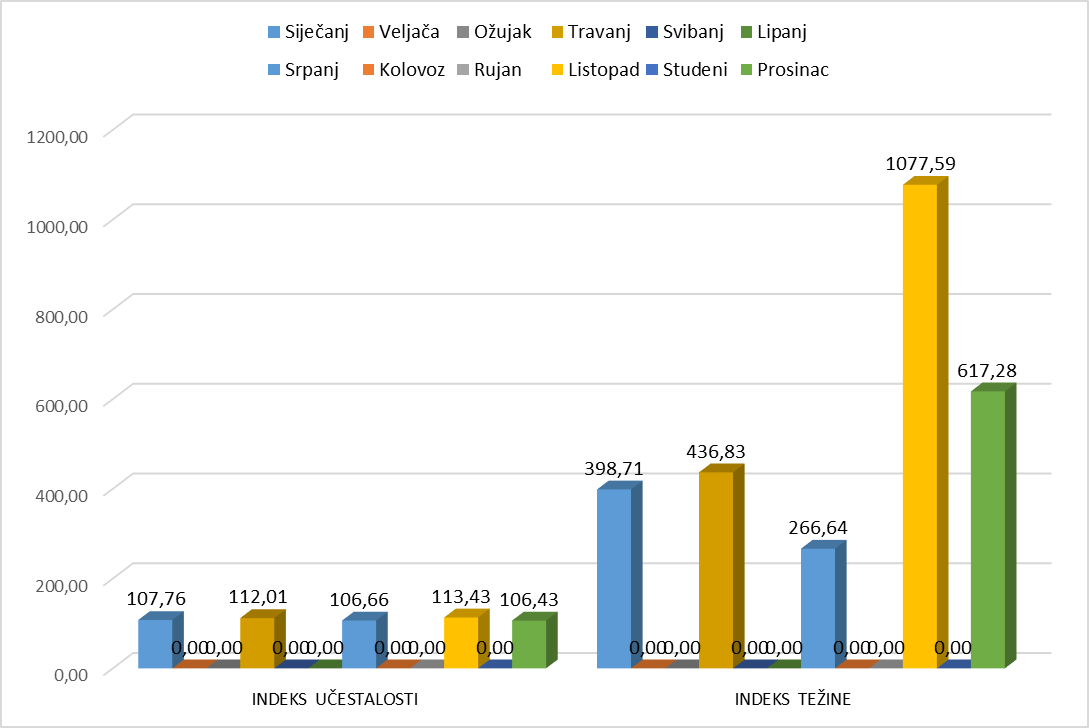 Siječanj Veljača Ožujak Travanj Svibanj Lipanj
Srpanj Kolovoz Rujan Listopad Studeni Prosinac
1200,00
1000,00
800,00
600,00
400,00
200,00
0,00
107,76 0,00 0,00 112,01 0,00 0,00 106,66 0,00 0,00 113,43 0,00 106,43
398,71 0,00 0,00 436,83 0,00 0,00 266,64 0,00 0,00 1077,59 0,00 617,28
INDEKS UČESTALOSTI
INDEKS TEŽINE